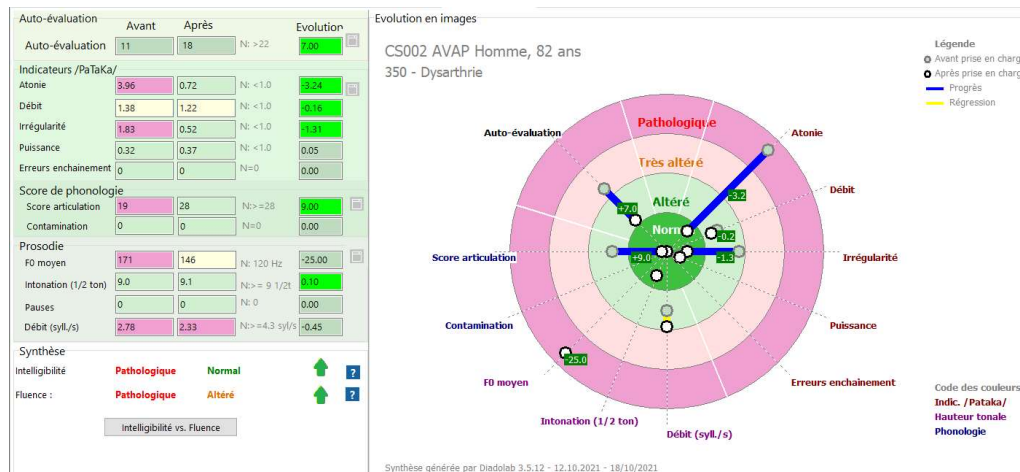 Auto-évaluation
Avant Après Evolution
Auto-évaluation 11 18 N: >22 7.00
Indicateurs /PaTaKa/
Atonie 3.96 0.72 N: <1.0 -3.24
Débit 1.38 1.22 N: <1.0 -0.16
Irrégularité 1.83 0.52 N: <1.0 -1.31
Puissance 0.32 0.37 N: <1.0 0.05
Erreurs enchainement 0 0 N=0 0.00
Score de phonologie
Score articulation 19 28 N:>=28 9.00
Contamination 0 0 N=0 0.00
Prosodie
F0 moyen 171 146 N: 120 Hz -25.00
Intonation (1/2 ton) 9.0 9.1 N:>= 9 1/2t 0.10
Pauses 0 0 N: 0 0.00
Débit (syll./s) 2.78 2.33 N:>=4.3 syl/s -0.45
Synthèse
Intelligibilité Pathologique Normal ?
Fluence : Pathologique Altéré ?
Intelligibilité vs. Fluence
Evolution en images
CS002 AVAP Homme, 82 ans
350 - Dysarthrie
Légende
Avant prise en charg
Après prise en charg
Progrès
Régression
Pathologique
Auto-évaluation
Atonie
Très altéré
Débit
Altéré
-3.2
+7.0
Norm
-0.2
Score articulation
+9.0
-1.3
Irrégularité
Contamination
Puissance
-25.0
F0 moyen
Erreurs enchainement
Intonation (1/2 ton)
Débit (syll./s)
Code des couleurs
Indic. /Pataka/
Hauteur tonale
Phonologie
Synthèse générée par Diadolab 3.5.12 - 12.10.2021 - 18/10/2021